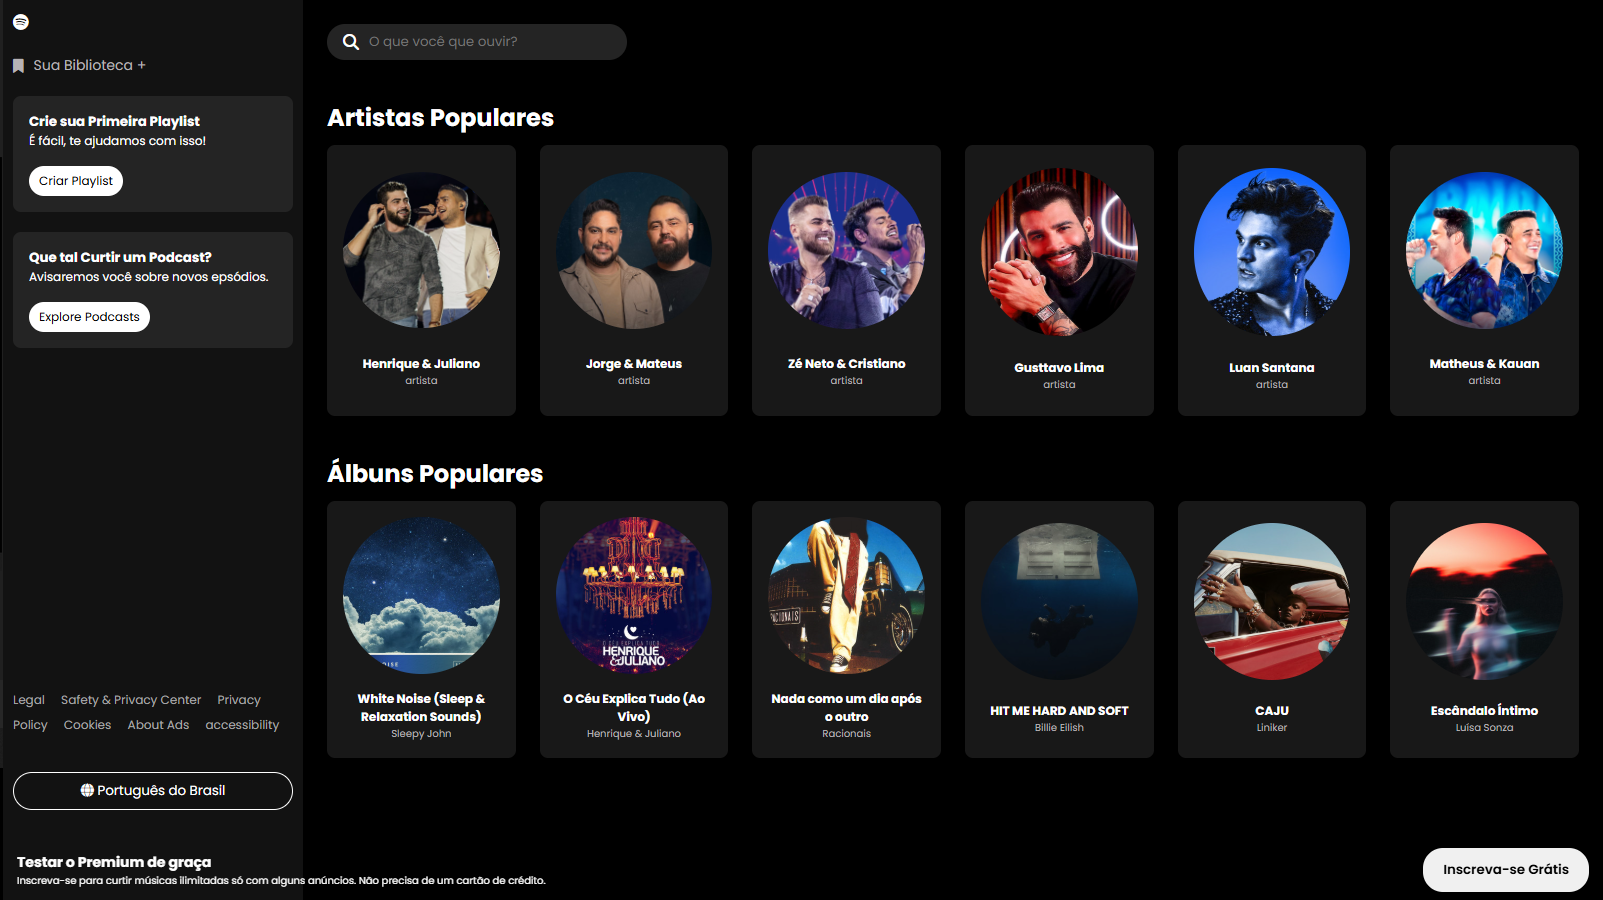 Sua Biblioteca +
Crie sua Primeira Playlist
É fácil, te ajudamos com isso!
Criar Playlist
Que tal Curtir um Podcast?
Avisaremos você sobre novos epsódios.
Explore Podcasts
Legal Safety & Privacy Center Privacy
Policy Cookies About Ads accessibility
Português do Brasil
O que você que ouvir?
Artistas Populares
Henrique & Juliano
artista
Jorge & Mateus
artista
Zé Neto & Cristiano
artista
Gusttavo Lima
artista
Luan Santana
artista
Matheus & Kauan
artista
Álbuns Populares
White Noise (Sleep &
Relaxation Sounds)
Sleepy John
O CÉU EXPLICA TUDO
HENRIQUE
&JULIANO
O Céu Explica Tudo (Ao
Vivo)
Henrique & Juliano
RACIONAIS
Nada como um dia após
o outro
Racionais
HIT ME HARD AND SOFT
Billie Eilish
CAJU
Liniker
Escândalo Íntimo
Luísa Sonza
Testar o Premium de graça
Inscreva-se para curtir músicas ilimitadas só com alguns anúncios. Não precisa de um cartão de crédito.
Inscreva-se Grátis